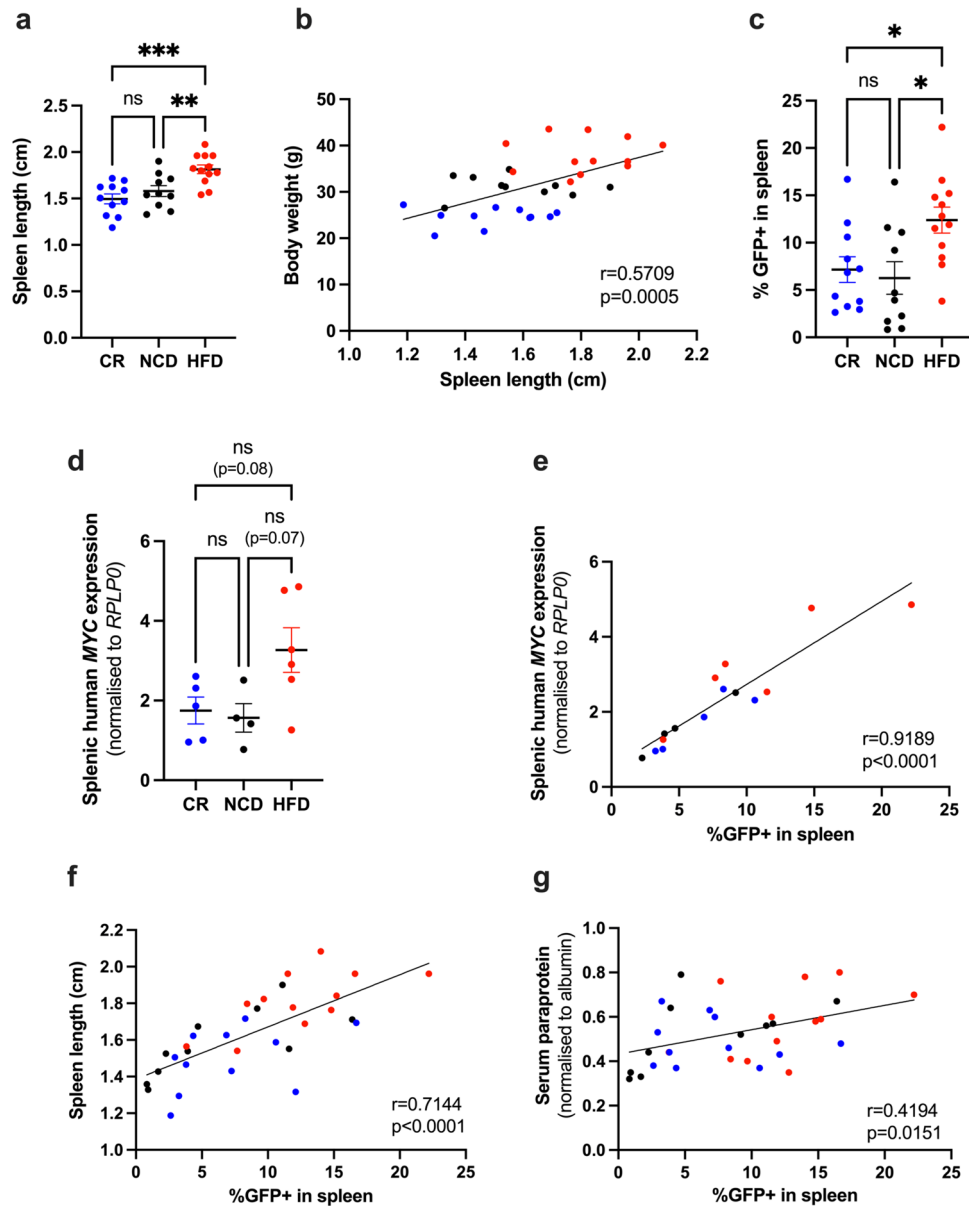 a
***
ns
**
Spleen length (cm)
2.5
2.0
1.5
1.0
0.5
0.0
CR NCD HFD
b
Body weight (g)
50
40
30
20
10
0
r=0.5709
p=0.0005
1.0 1.2 1.4 1.6 1.8 2.0 2.2
Spleen length (cm)
c
*
ns
*
% GFP+ in spleen
25
20
15
10
5
0
CR NCD HFD
d
ns
(p=0.08)
ns
ns
(p=0.07)
Splenic human MYC expression
(normalised to RPLP0)
6
4
2
0
CR NCD HFD
e
Splenic human MYC expression
(normalised to RPLP0)
6
4
2
0
r=0.9189
p<0.0001
0 5 10 15 20 25
%GFP+ in spleen
f
Spleen length (cm)
2.2
2.0
1.8
1.6
1.4
1.2
1.0
r=0.7144
p<0.0001
0 5 10 15 20 25
%GFP+ in spleen
g
Serum paraprotein
(normalised to albumin)
1.0
0.8
0.6
0.4
0.2
0.0
r=0.4194
p=0.0151
0 5 10 15 20 25
%GFP+ in spleen